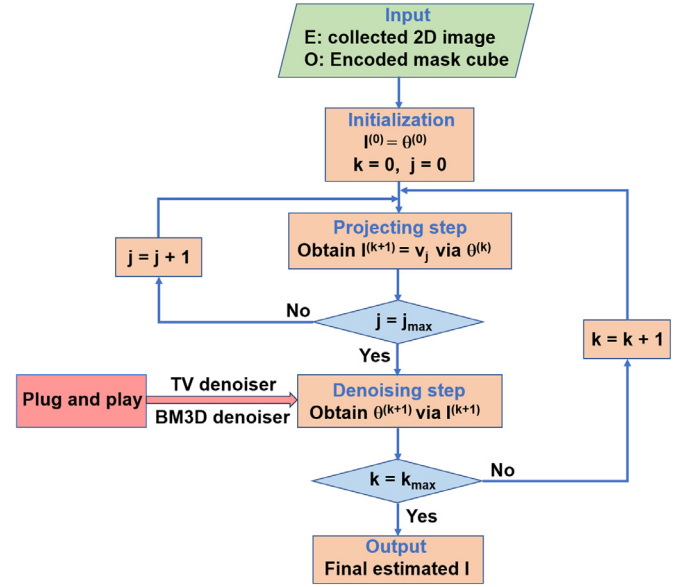 Input
E: collected 2D image
O: Encoded mask cube
Initialization
I⁽⁰⁾ = θ⁽⁰⁾
k = 0, j = 0
Projecting step
Obtain I⁽ᵏ⁺¹⁾ = vⱼ via θ⁽ᵏ⁾
j = j + 1
No
j = jₘₐₓ
k = k + 1
Yes
Plug and play
TV denoiser
BM3D denoiser
Denoising step
Obtain θ⁽ᵏ⁺¹⁾ via I⁽ᵏ⁺¹⁾
k = kₘₐₓ
No
Yes
Output
Final estimated I